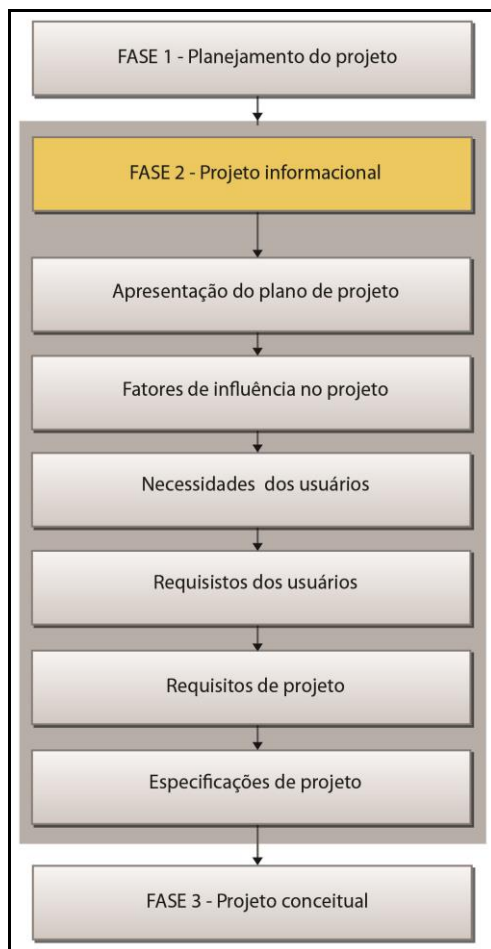 FASE 1 - Planejamento do projeto
FASE 2 - Projeto informacional
Apresentação do plano de projeto
Fatores de influência no projeto
Necessidades dos usuários
Requisistos dos usuários
Requisitos de projeto
Especificações de projeto
FASE 3 - Projeto conceitual